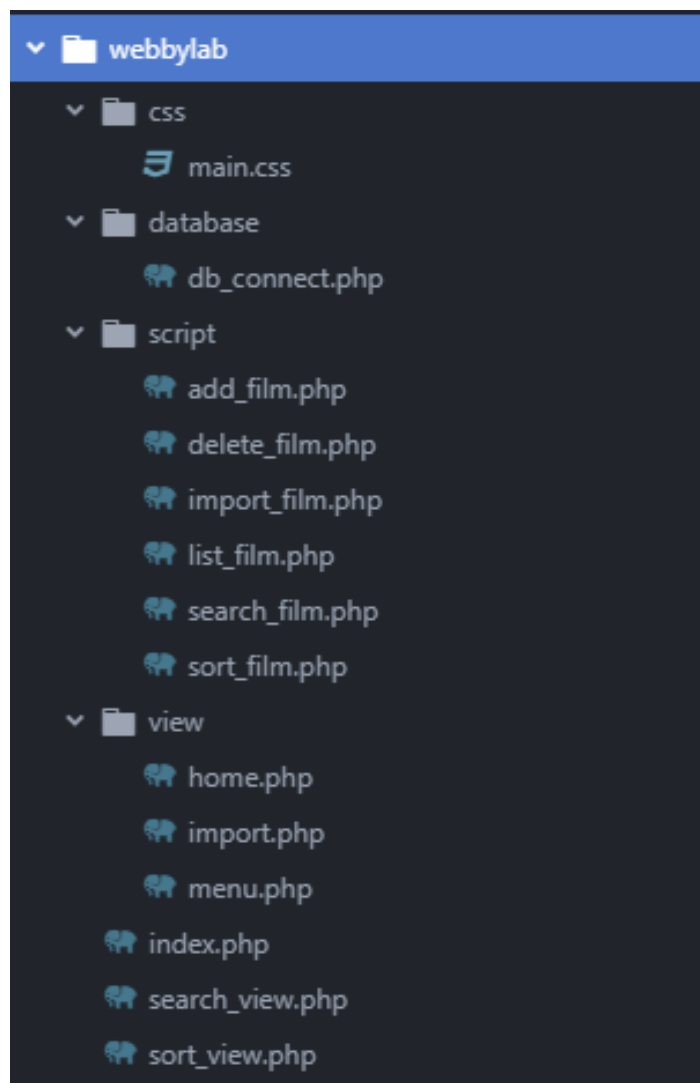 webbylab
css
main.css
database
db_connect.php
script
add_film.php
delete_film.php
import_film.php
list_film.php
search_film.php
sort_film.php
view
home.php
import.php
menu.php
index.php
search_view.php
sort_view.php